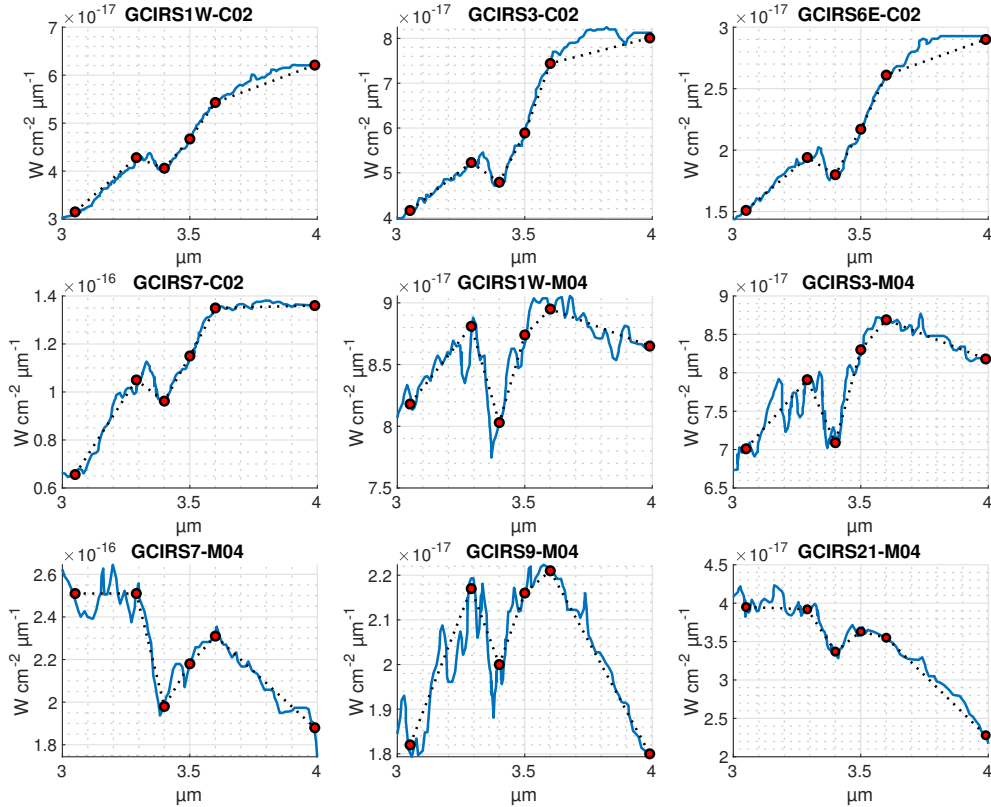 GCIRS1W-C02 GCIRS3-C02 GCIRS6E-C02
× 10⁻¹⁷ × 10⁻¹⁷ × 10⁻¹⁷
W cm⁻² μm⁻¹ W cm⁻² μm⁻¹ W cm⁻² μm⁻¹
7 8 3
6 7 2.5
5 6 2
4 5 1.5
3 4
3 3.5 4 3 3.5 4 3 3.5 4
μm μm μm
GCIRS7-C02 GCIRS1W-M04 GCIRS3-M04
× 10⁻¹⁶ × 10⁻¹⁷ × 10⁻¹⁷
W cm⁻² μm⁻¹ W cm⁻² μm⁻¹ W cm⁻² μm⁻¹
1.4 9 9
1.2 8.5 8.5
1 8 8
0.8 7.5 7.5
0.6 7
6.5
3 3.5 4 3 3.5 4 3 3.5 4
μm μm μm
GCIRS7-M04 GCIRS9-M04 GCIRS21-M04
× 10⁻¹⁶ × 10⁻¹⁷ × 10⁻¹⁷
W cm⁻² μm⁻¹ W cm⁻² μm⁻¹ W cm⁻² μm⁻¹
2.6 2.2 4.5
2.4 2.1 4
2.2 2 3.5
2 1.9 3
1.8 1.8 2.5
2
3 3.5 4 3 3.5 4 3 3.5 4
μm μm μm